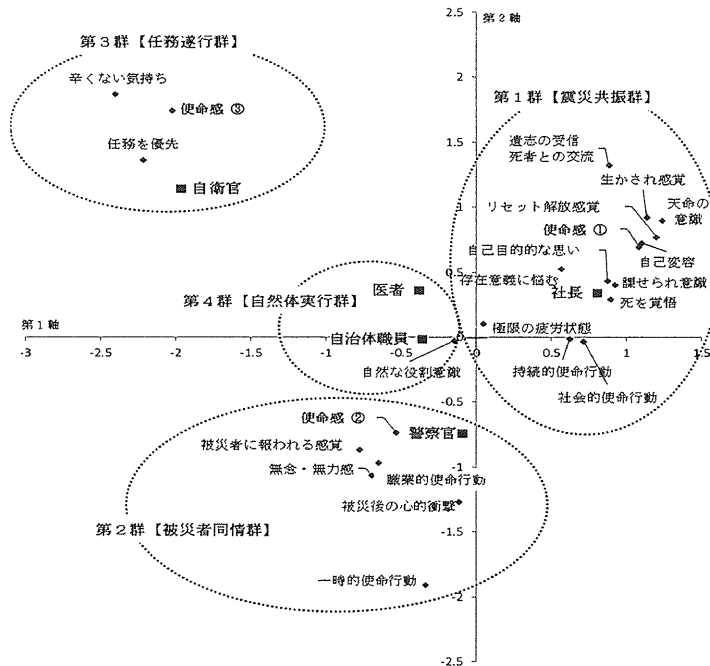 2.5
第２軸
第３群【任務遂行群】
2
辛くない気持ち
使命感 ③
第１群【震災共振群】
1.5
任務を優先
遺志の受信
死者との交流
自衛官
生かされ感覚
1
リセット解放感覚
天命の
意識
使命感 ①
自己目的的な思い
自己変容
0.5
存在意義に悩む
課せられ意識
医者
社長
死を覚悟
第４群【自然体実行群】
第１軸
自治体職員
0
極限の疲労状態
-3
-2.5
-2
-1.5
-1
-0.5
0.5
1
1.5
自然な役割意識
持続的使命行動
社会的使命行動
-0.5
使命感 ②
警察官
被災者に報われる感覚
-1
無念・無力感
職業的使命行動
被災後の心的衝撃
第２群【被災者同情群】
-1.5
一時的使命行動
-2
-2.5